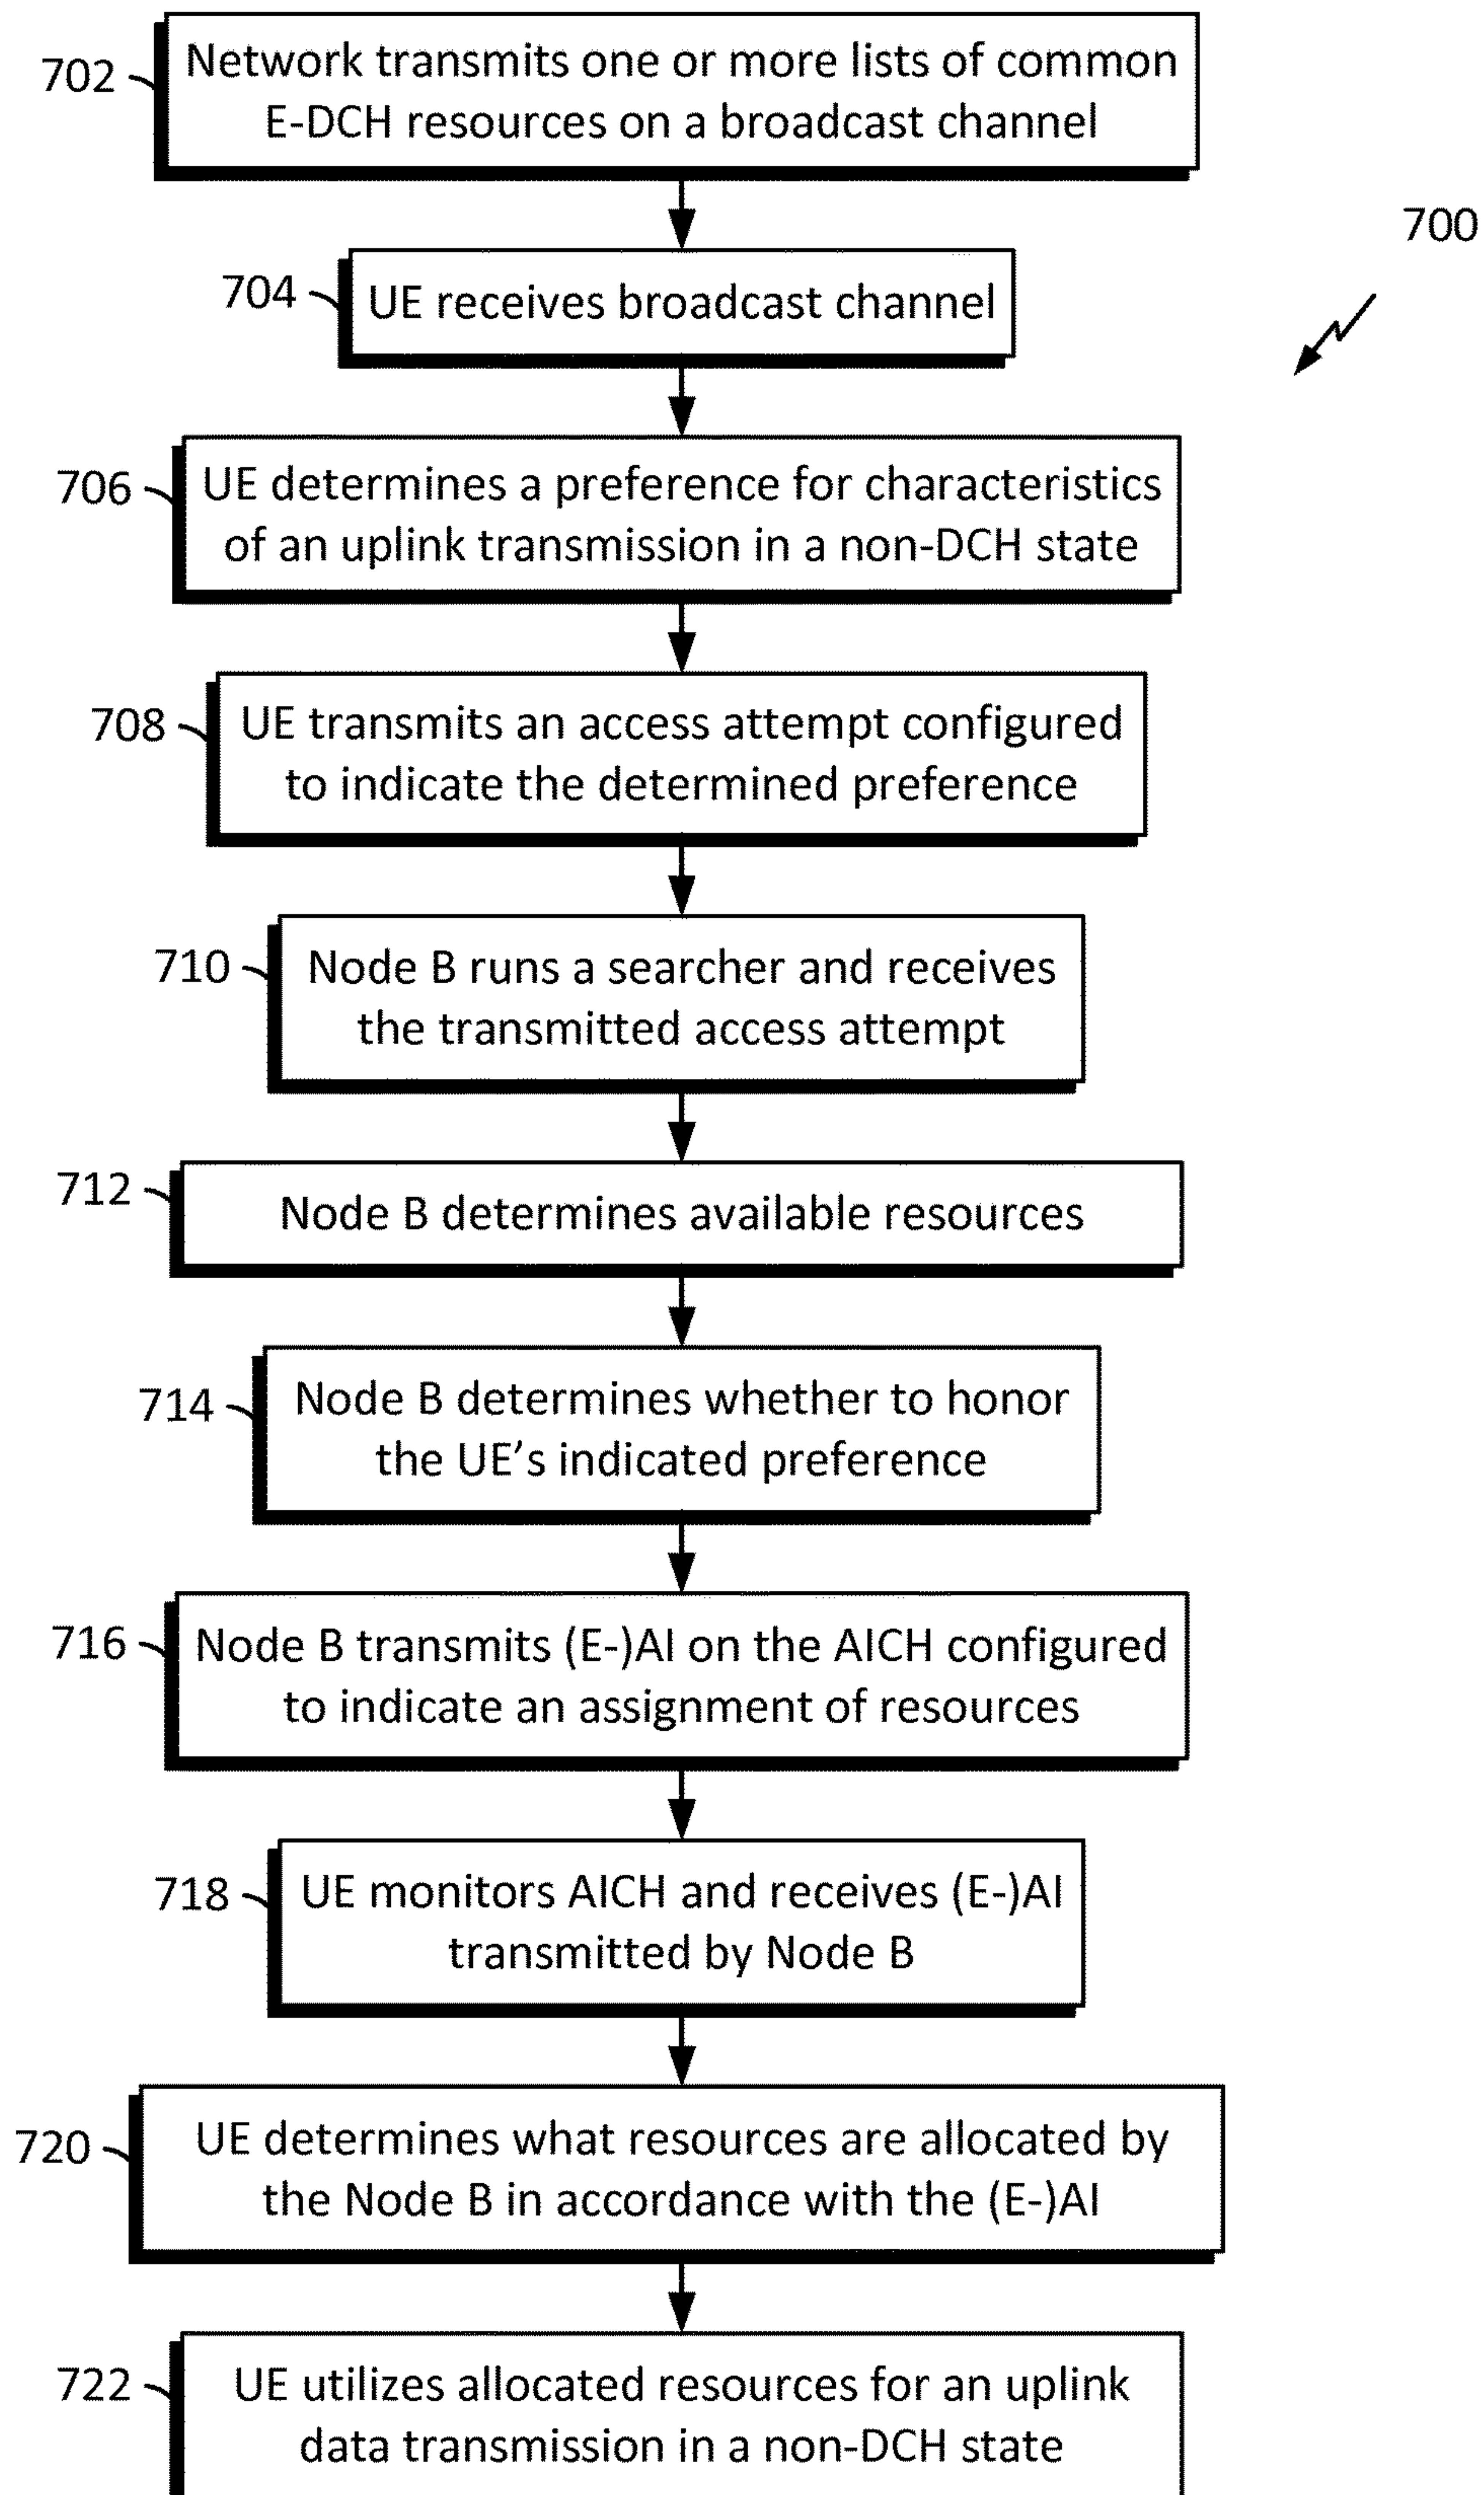 702
Network transmits one or more lists of common
E-DCH resources on a broadcast channel
700
704
UE receives broadcast channel
706
UE determines a preference for characteristics
of an uplink transmission in a non-DCH state
708
UE transmits an access attempt configured
to indicate the determined preference
710
Node B runs a searcher and receives
the transmitted access attempt
712
Node B determines available resources
714
Node B determines whether to honor
the UE's indicated preference
716
Node B transmits (E-)AI on the AICH configured
to indicate an assignment of resources
718
UE monitors AICH and receives (E-)AI
transmitted by Node B
720
UE determines what resources are allocated by
the Node B in accordance with the (E-)AI
722
UE utilizes allocated resources for an uplink
data transmission in a non-DCH state